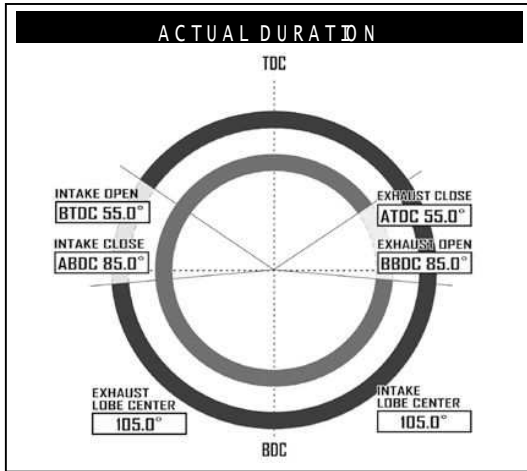 ACTUAL DURATION
TDC
INTAKE OPEN
BTDC 55.0°
EXHAUST CLOSE
ATDC 55.0°
INTAKE CLOSE
ABDC 85.0°
EXHAUST OPEN
BBDC 85.0°
EXHAUST
LOBE CENTER
105.0°
INTAKE
LOBE CENTER
105.0°
BDC